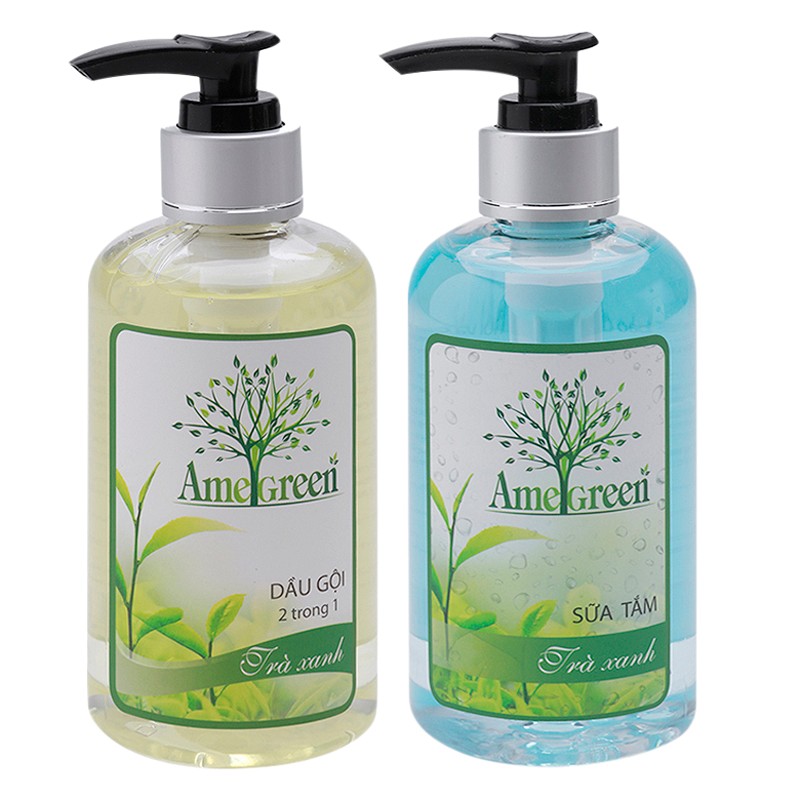 AmeGreen
DẦU GỘI
2 trong 1
Trà xanh
AmeGreen
SỮA TẮM
Trà xanh